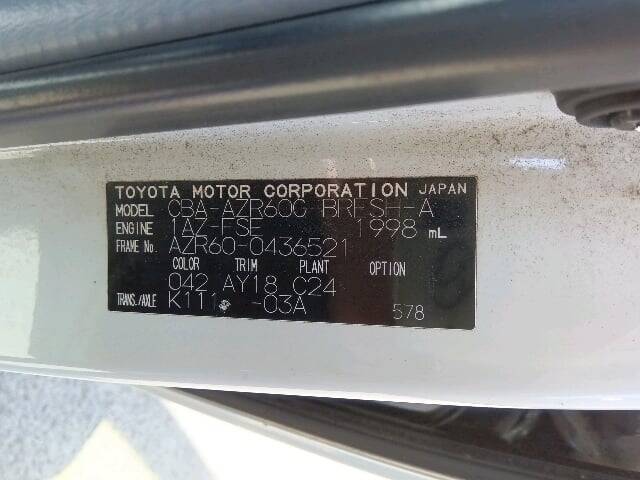 TOYOTA MOTOR CORPORATION JAPAN
MODEL CBA-AZR60G-BRFSH-A
ENGINE 1AZ-FSE 1998 mL
FRAME No. AZR60-0436521
COLOR TRIM PLANT OPTION
042 AY18 C24
TRANS./AXLE K111 -03A
578